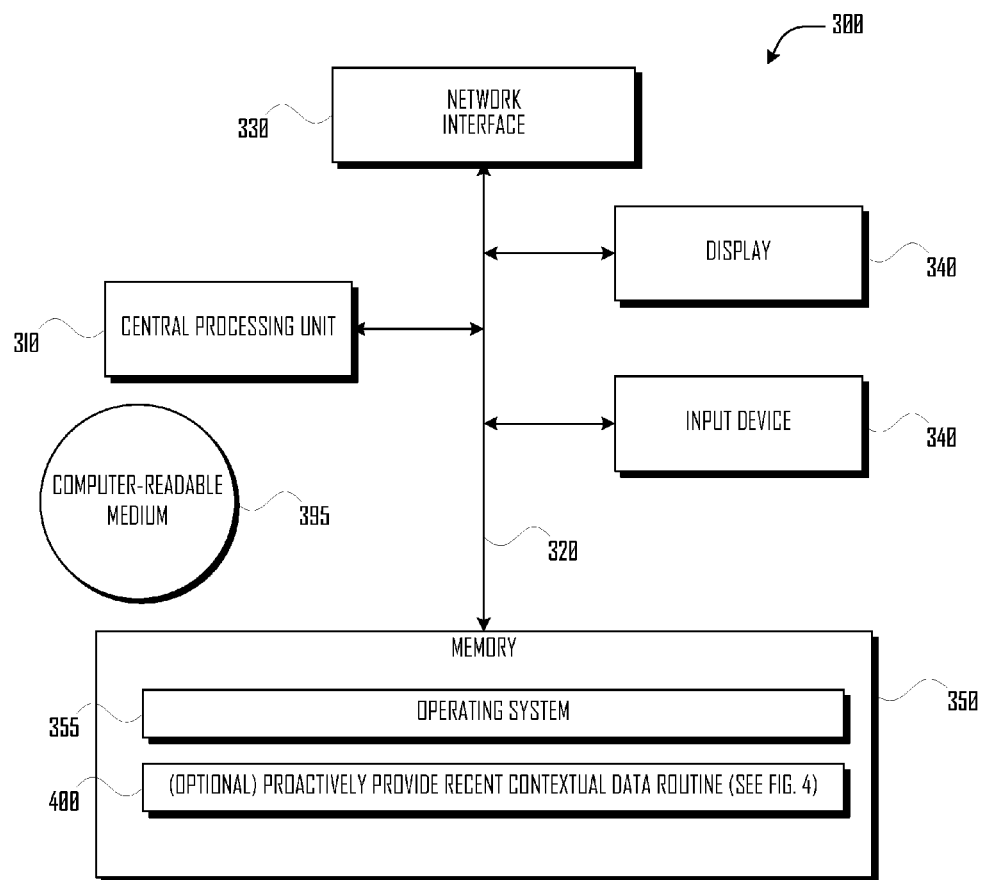 300
NETWORK
INTERFACE
330
DISPLAY
340
CENTRAL PROCESSING UNIT
310
INPUT DEVICE
340
COMPUTER-READABLE
MEDIUM
395
320
MEMORY
350
OPERATING SYSTEM
355
(OPTIONAL) PROACTIVELY PROVIDE RECENT CONTEXTUAL DATA ROUTINE (SEE FIG. 4)
400